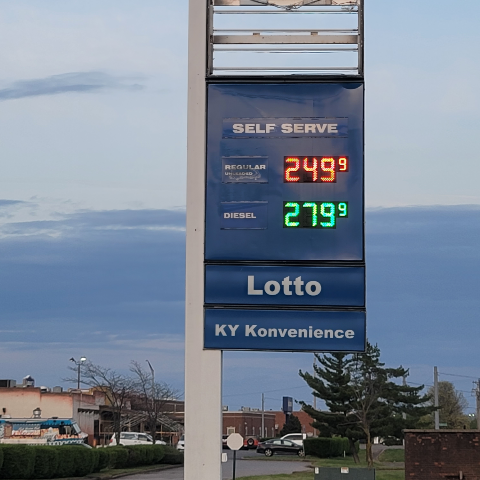 SELF SERVE
REGULAR
UNLEADED
249 9
DIESEL
279 9
Lotto
KY Konvenience